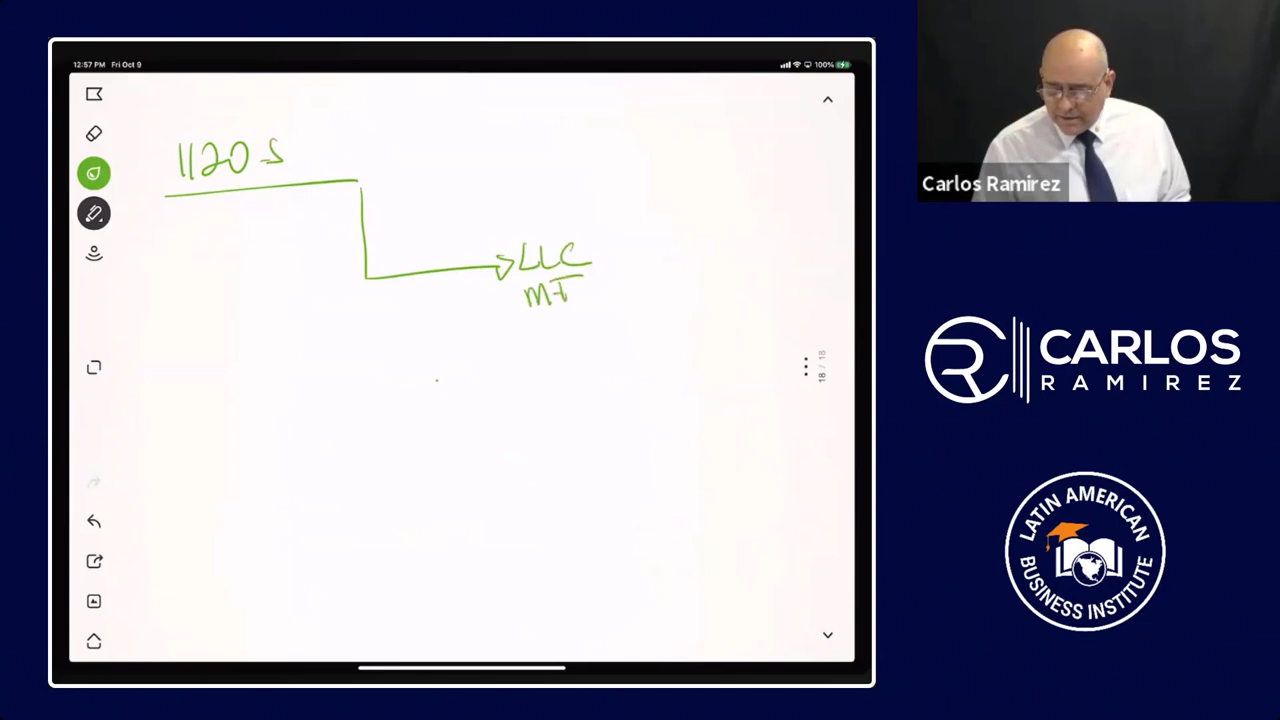 12:57 PM Fri Oct 9
100%
1120 S
LLC
MT
18 / 18
Carlos Ramirez
CARLOS
RAMIREZ
LATIN AMERICAN
BUSINESS INSTITUTE